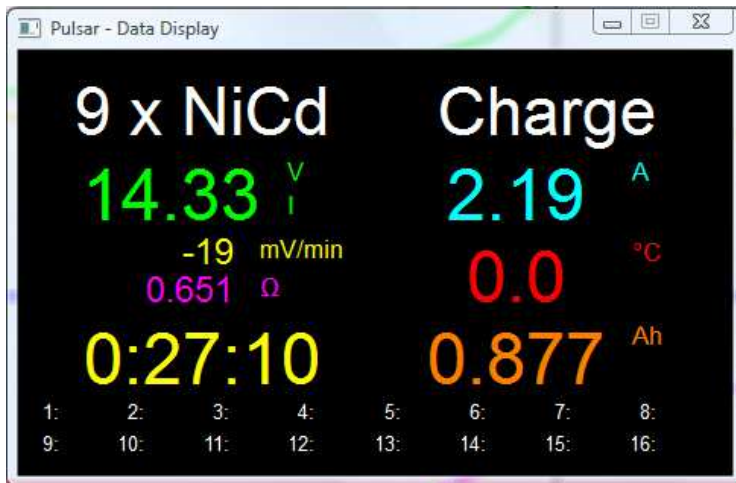 Pulsar - Data Display
9 x NiCd Charge
14.33 V I 2.19 A
-19 mV/min
0.651 Ω 0.0 °C
0:27:10 0.877 Ah
1: 2: 3: 4: 5: 6: 7: 8:
9: 10: 11: 12: 13: 14: 15: 16: